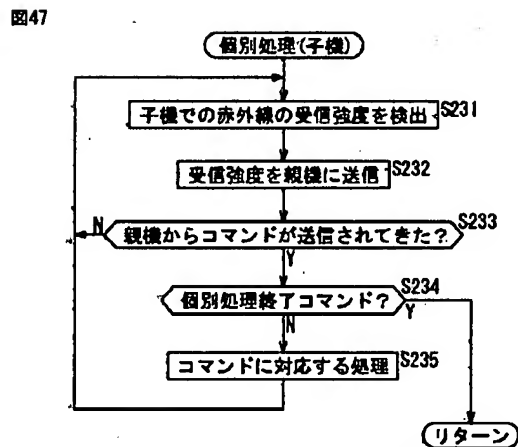 図47
個別処理(子機)
子機での赤外線の受信強度を検出
S231
受信強度を親機に送信
S232
親機からコマンドが送信されてきた?
S233
N
Y
個別処理終了コマンド?
S234
Y
N
コマンドに対応する処理
S235
リターン